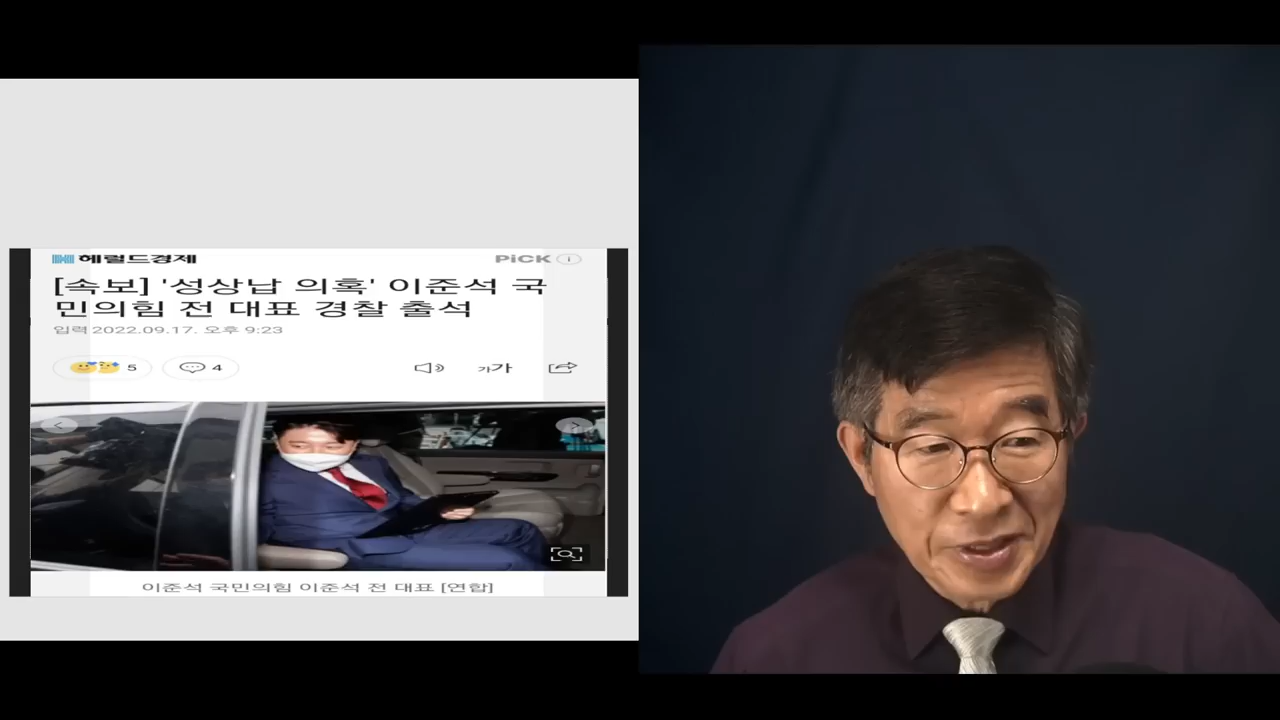 헤럴드경제 PiCK i
[속보] '성상납 의혹' 이준석 국
민의힘 전 대표 경찰 출석
입력 2022.09.17. 오후 9:23
5 4 가가
이준석 국민의힘 이준석 전 대표 [연합]